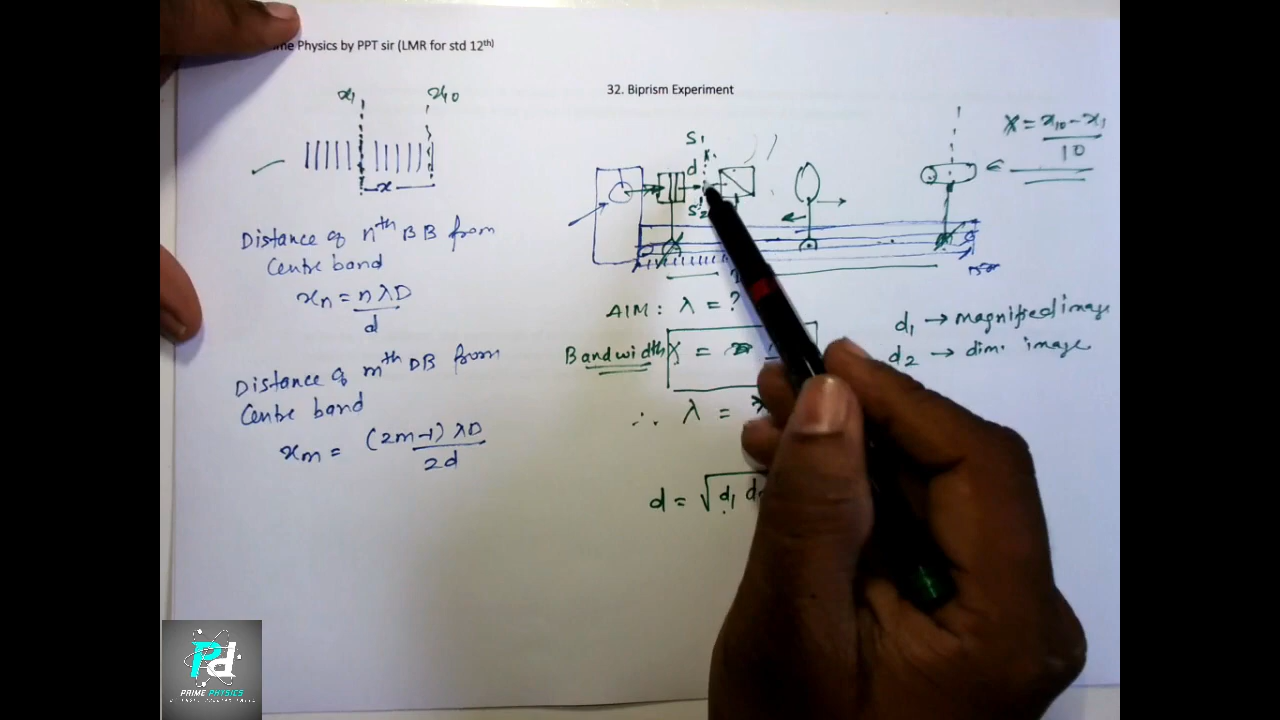 Prime Physics by PPT sir (LMR for std 12th)
32. Biprism Experiment
x1 x10
x
X = x10 - x1 / 10
S1
d
S2
Distance of nth BB from
Centre band
xn = nλD / d
Distance of mth DB from
Centre band
xm = (2m-1) λD / 2d
AIM: λ = ?
Bandwidth X =
∴ λ =
d = √d1 d
d1 → magnified image
d2 → dim. image
Pd
PRIME PHYSICS